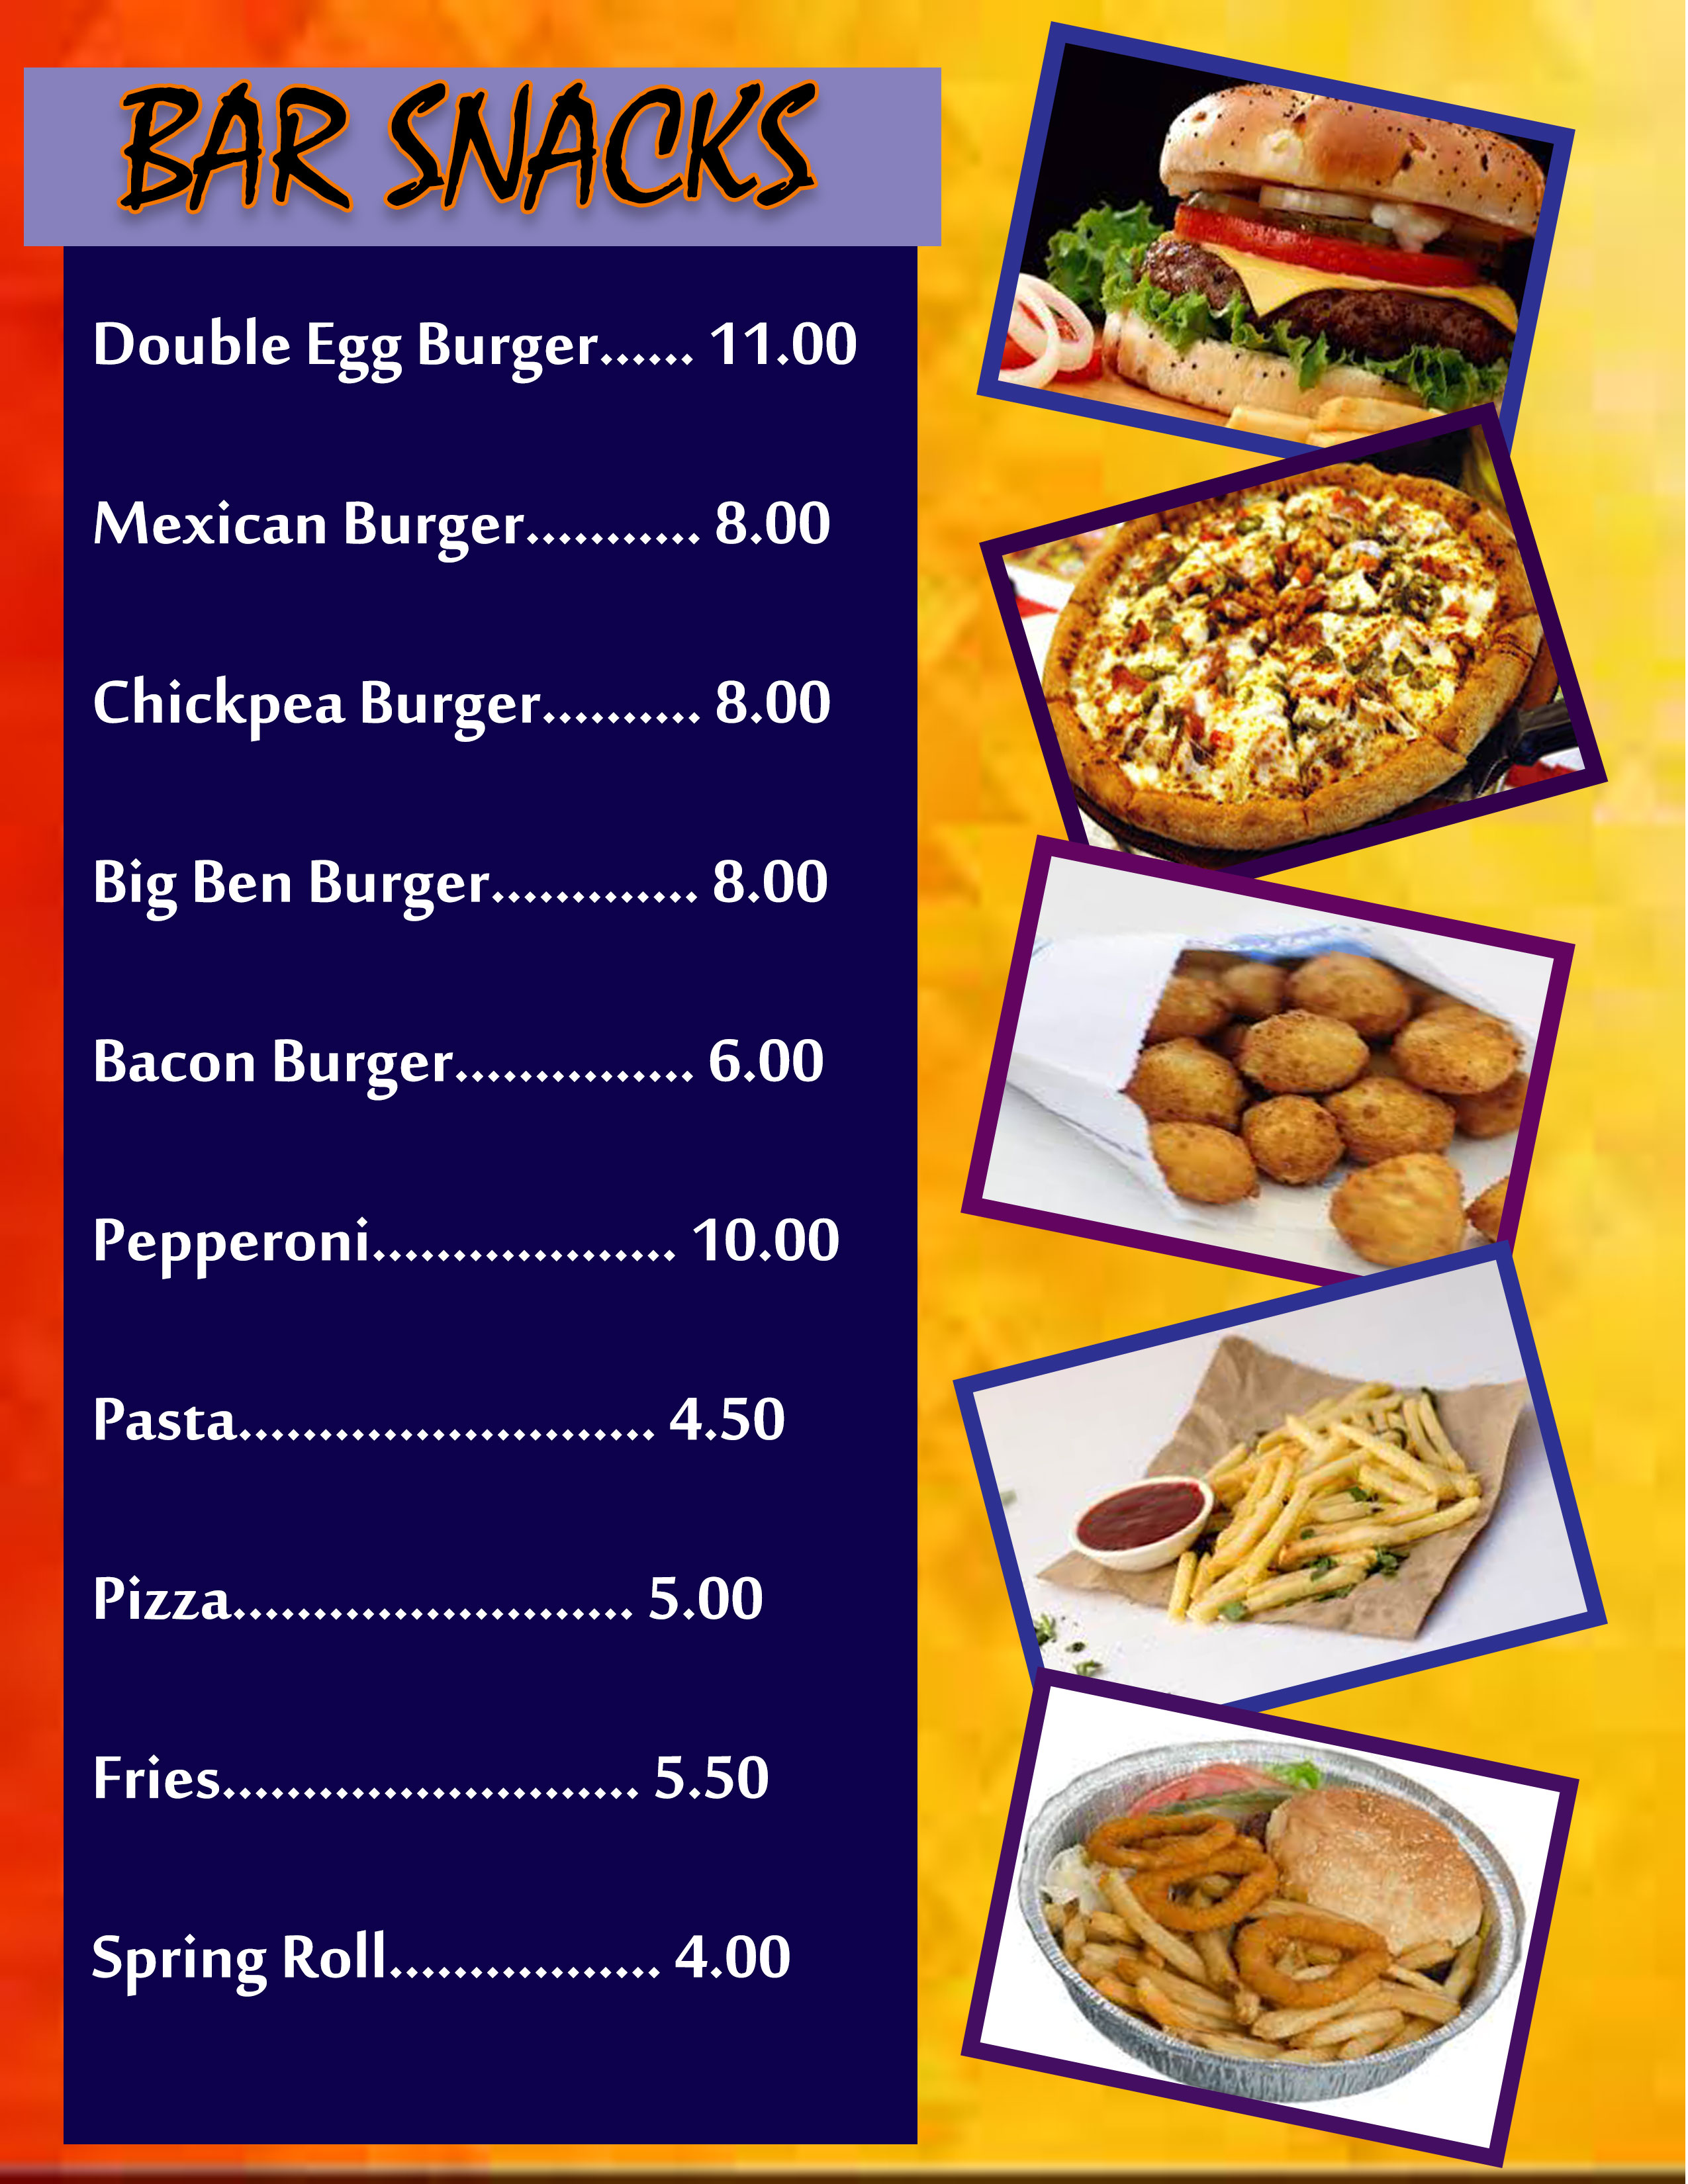 BAR SNACKS
Double Egg Burger...... 11.00
Mexican Burger........... 8.00
Chickpea Burger.......... 8.00
Big Ben Burger............. 8.00
Bacon Burger............... 6.00
Pepperoni................... 10.00
Pasta.......................... 4.50
Pizza......................... 5.00
Fries.......................... 5.50
Spring Roll................. 4.00